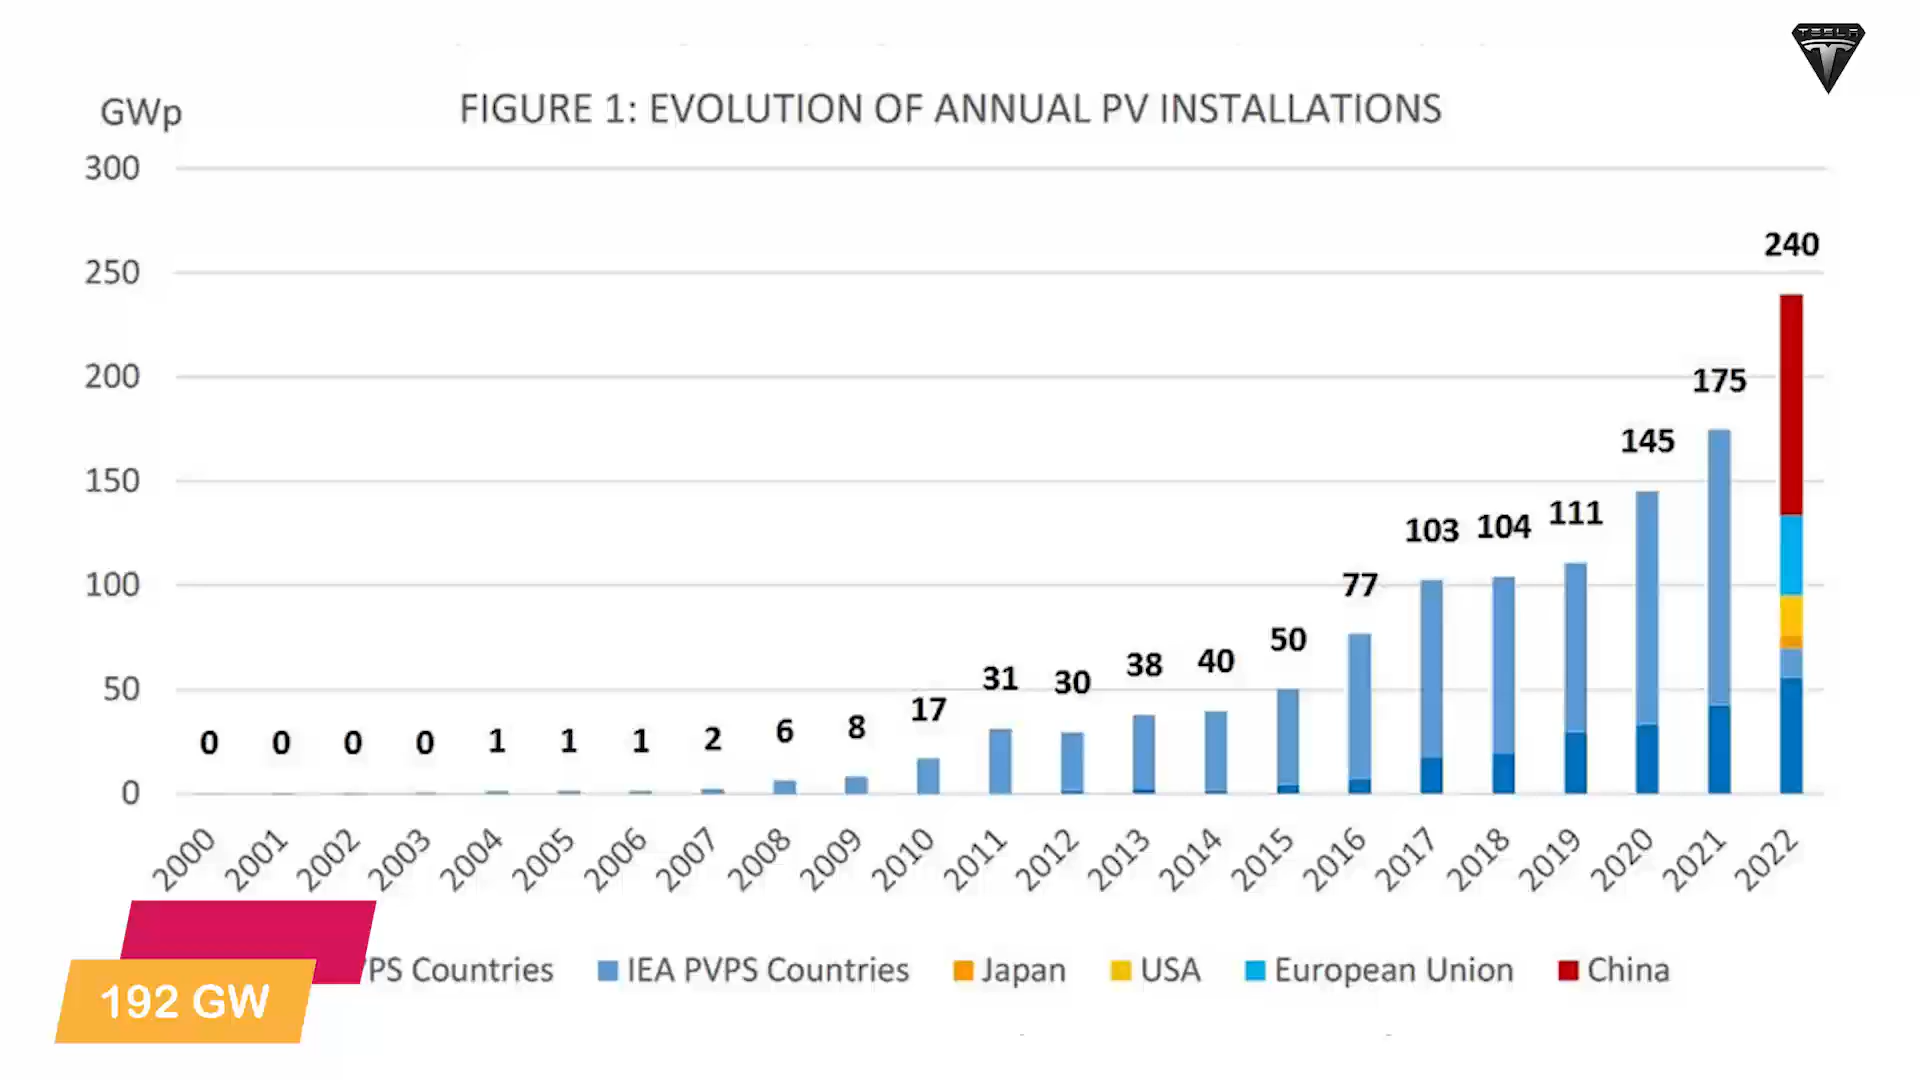 TESLA
GWp
FIGURE 1: EVOLUTION OF ANNUAL PV INSTALLATIONS
300
250
200
150
100
50
0
0 0 0 0 1 1 1 2 6 8 17 31 30 38 40 50 77 103 104 111 145 175 240
2000 2001 2002 2003 2004 2005 2006 2007 2008 2009 2010 2011 2012 2013 2014 2015 2016 2017 2018 2019 2020 2021 2022
PS Countries IEA PVPS Countries Japan USA European Union China
192 GW